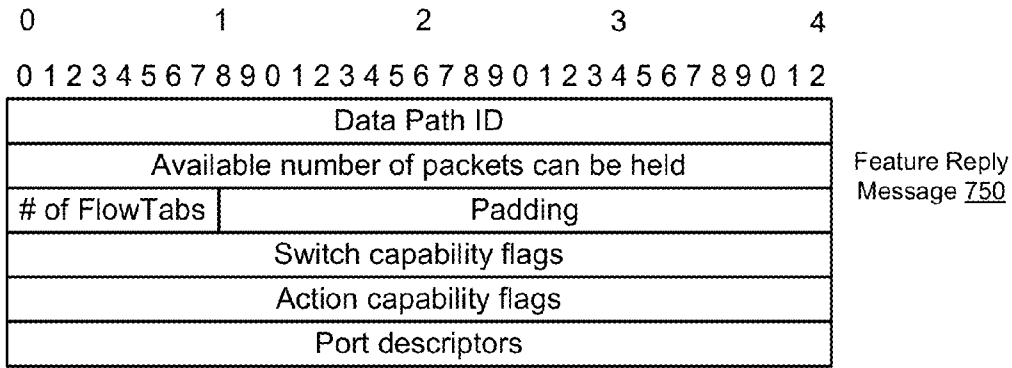 0 1 2 3 4
0 1 2 3 4 5 6 7 8 9 0 1 2 3 4 5 6 7 8 9 0 1 2 3 4 5 6 7 8 9 0 1 2
Data Path ID
Available number of packets can be held
# of FlowTabs Padding
Switch capability flags
Action capability flags
Port descriptors
Feature Reply
Message 750